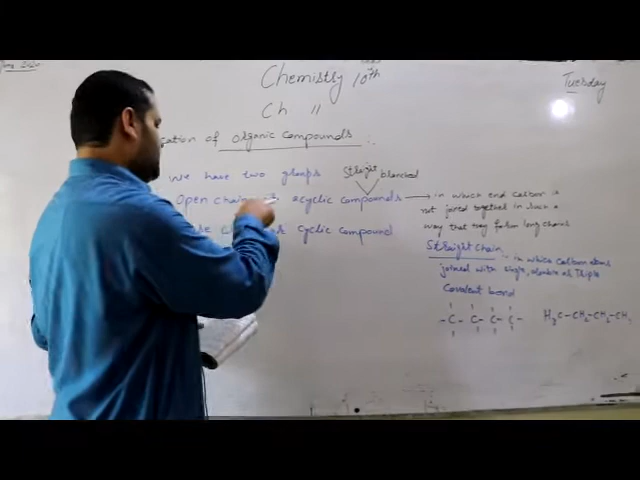 Chemistry 10th
Tuesday
Ch 11
cation of organic Compounds :
We have two groups
Straight branched
Open chain acyclic Compounds → in which end Carbon is
not joined together in such a
way that they form long chains
cyclic Compound
Straight chain
in which carbon atoms
joined with single, double or Triple
Covalent bond
- C - C - C - C -
H₃C-CH₂-CH₂-CH₃